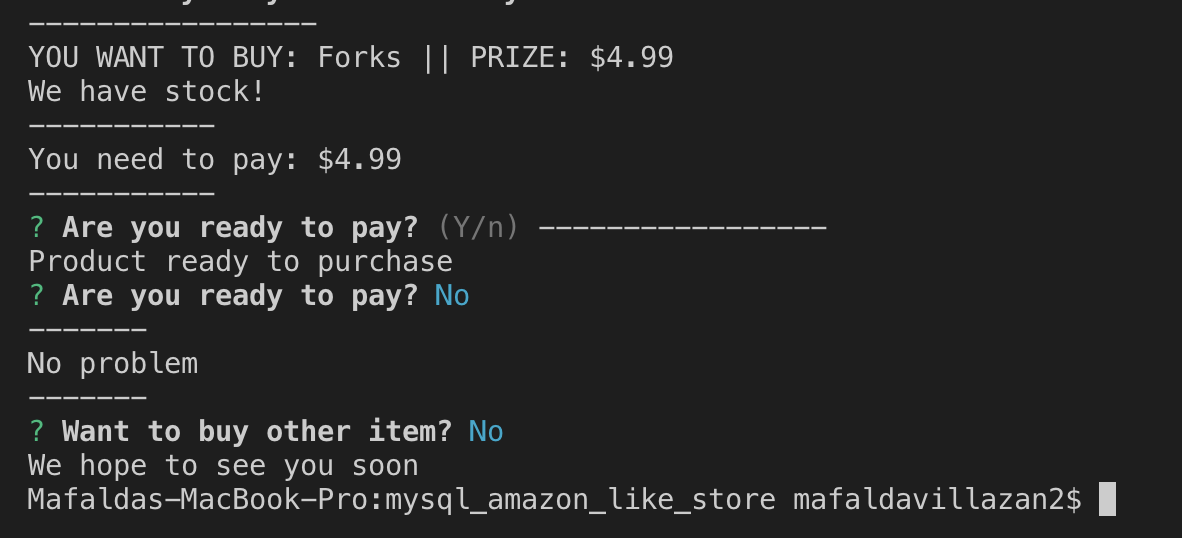 -----------------
YOU WANT TO BUY: Forks || PRIZE: $4.99
We have stock!
-----------
You need to pay: $4.99
-----------
? Are you ready to pay? (Y/n) -----------------
Product ready to purchase
? Are you ready to pay? No
-------
No problem
-------
? Want to buy other item? No
We hope to see you soon
Mafaldas-MacBook-Pro:mysql_amazon_like_store mafaldavillazan2$